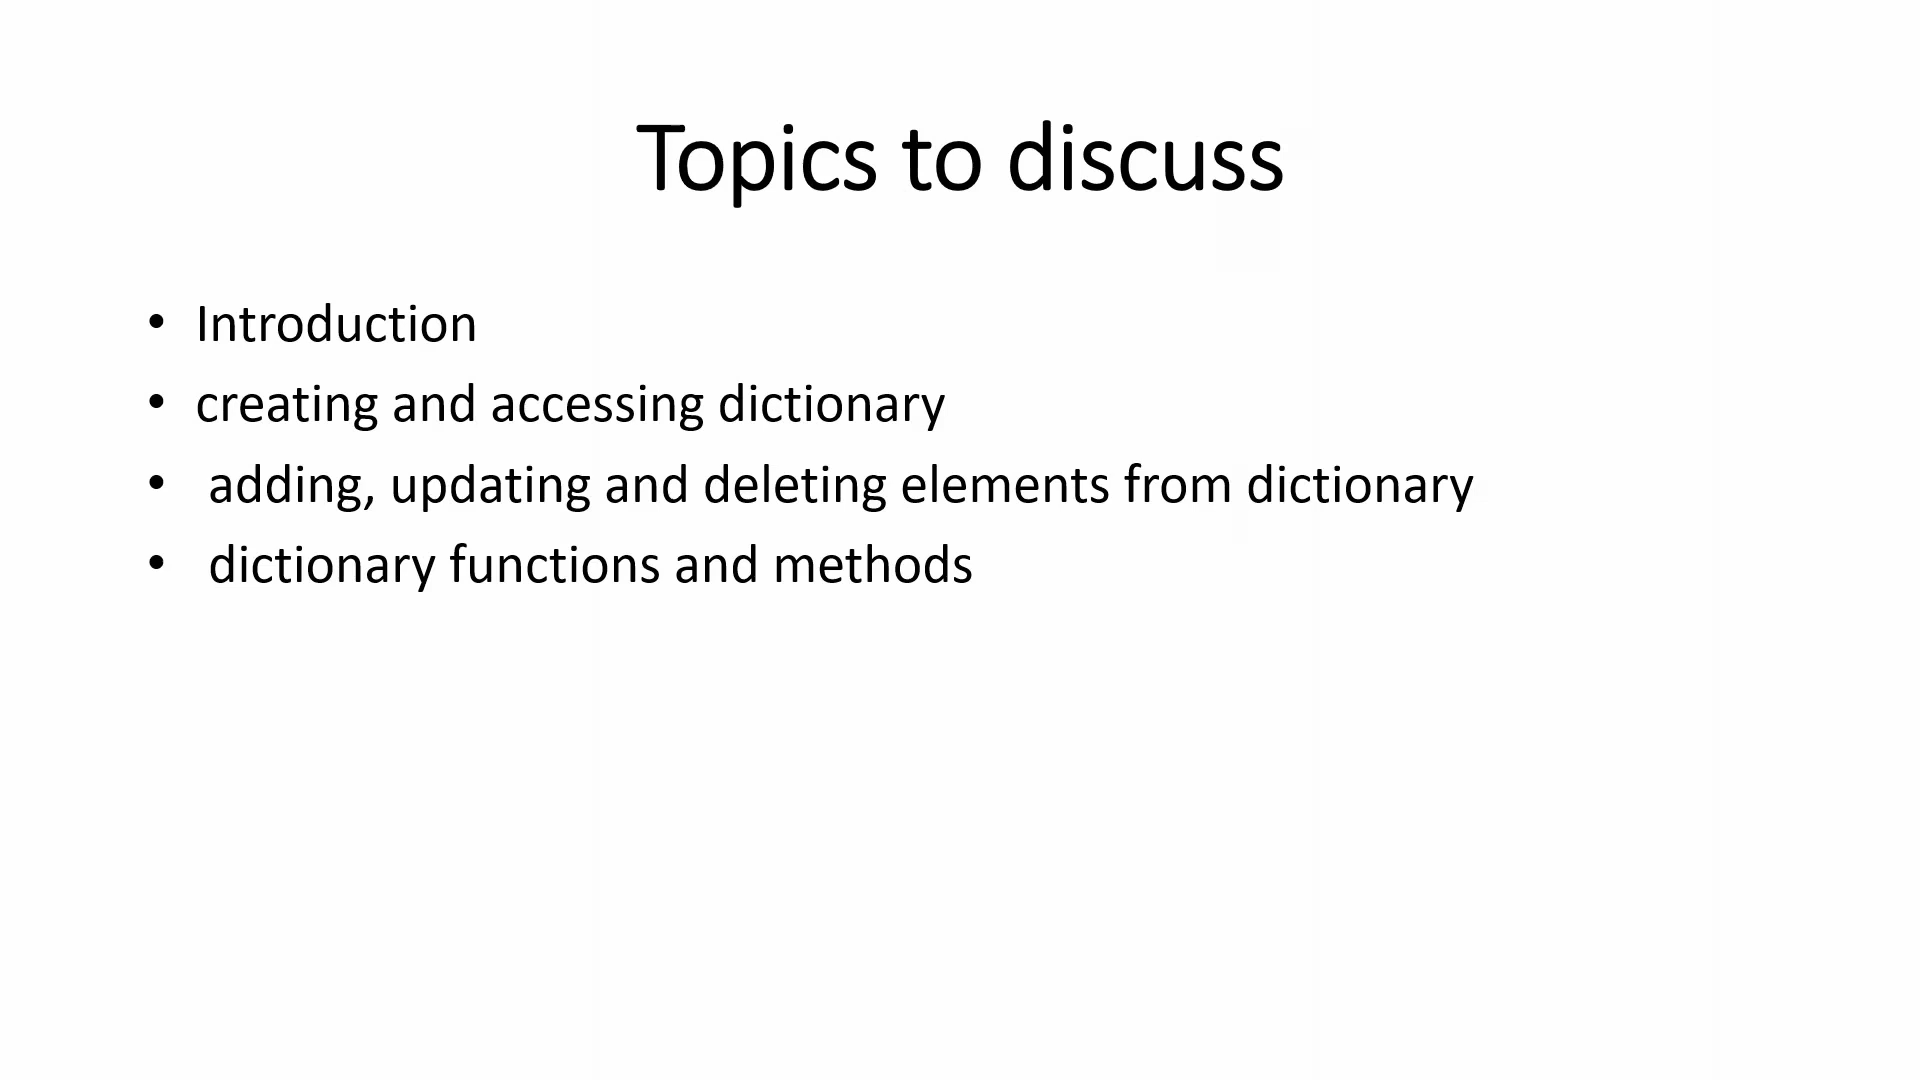 Topics to discuss
• Introduction
• creating and accessing dictionary
• adding, updating and deleting elements from dictionary
• dictionary functions and methods